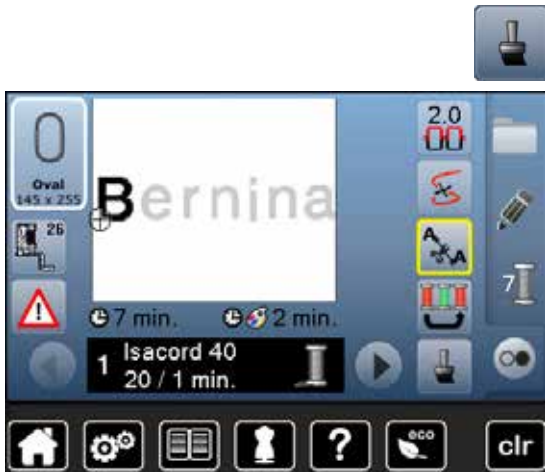 2.0
Oval
145 x 255
Bernina
26
A
A
7
7 min.
2 min.
1
Isacord 40
20 / 1 min.
?
eco
clr